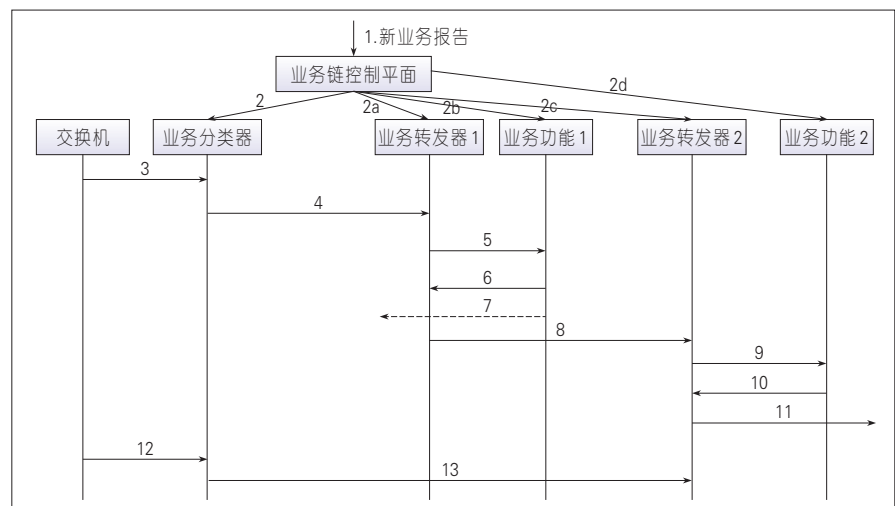 1.新业务报告
业务链控制平面
2
2a
2b
2c
2d
交换机
业务分类器
业务转发器1
业务功能1
业务转发器2
业务功能2
3
4
5
6
7
8
9
10
11
12
13